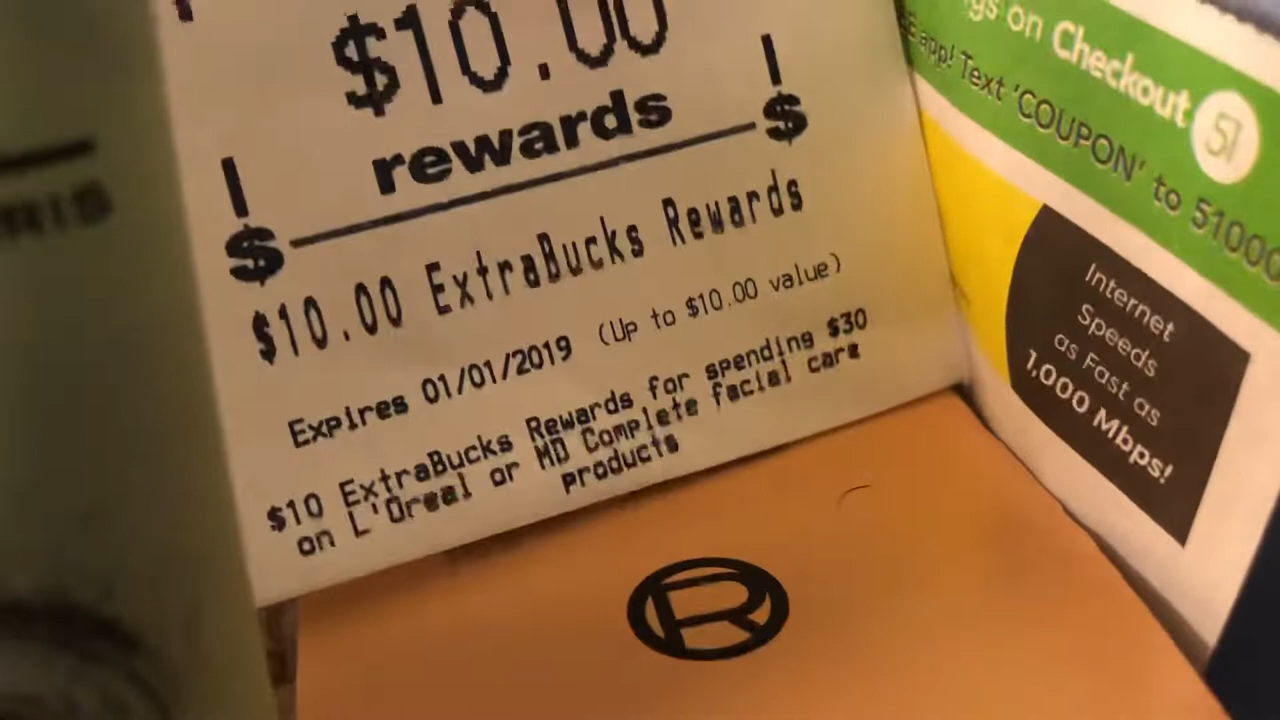 $10.00
rewards
$10.00 ExtraBucks Rewards
Expires 01/01/2019 (Up to $10.00 value)
$10 ExtraBucks Rewards for spending $30
on L'Oreal or MD Complete facial care
products
R
on Checkout 51
app! Text 'COUPON' to 51000
Internet
Speeds
as Fast as
1,000 Mbps!